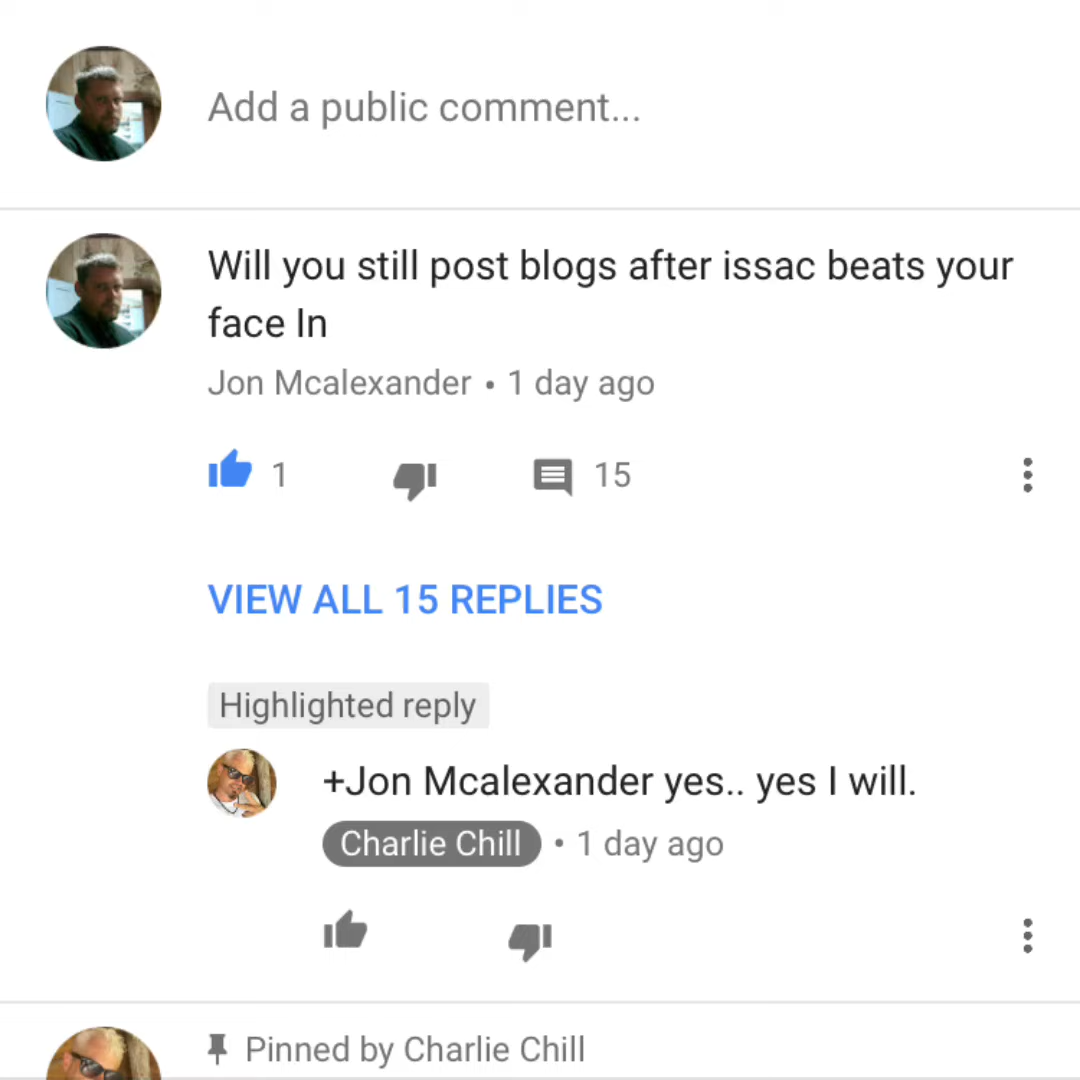 Add a public comment...
Will you still post blogs after issac beats your
face In
Jon Mcalexander • 1 day ago
1
15
VIEW ALL 15 REPLIES
Highlighted reply
+Jon Mcalexander yes.. yes I will.
Charlie Chill • 1 day ago
Pinned by Charlie Chill